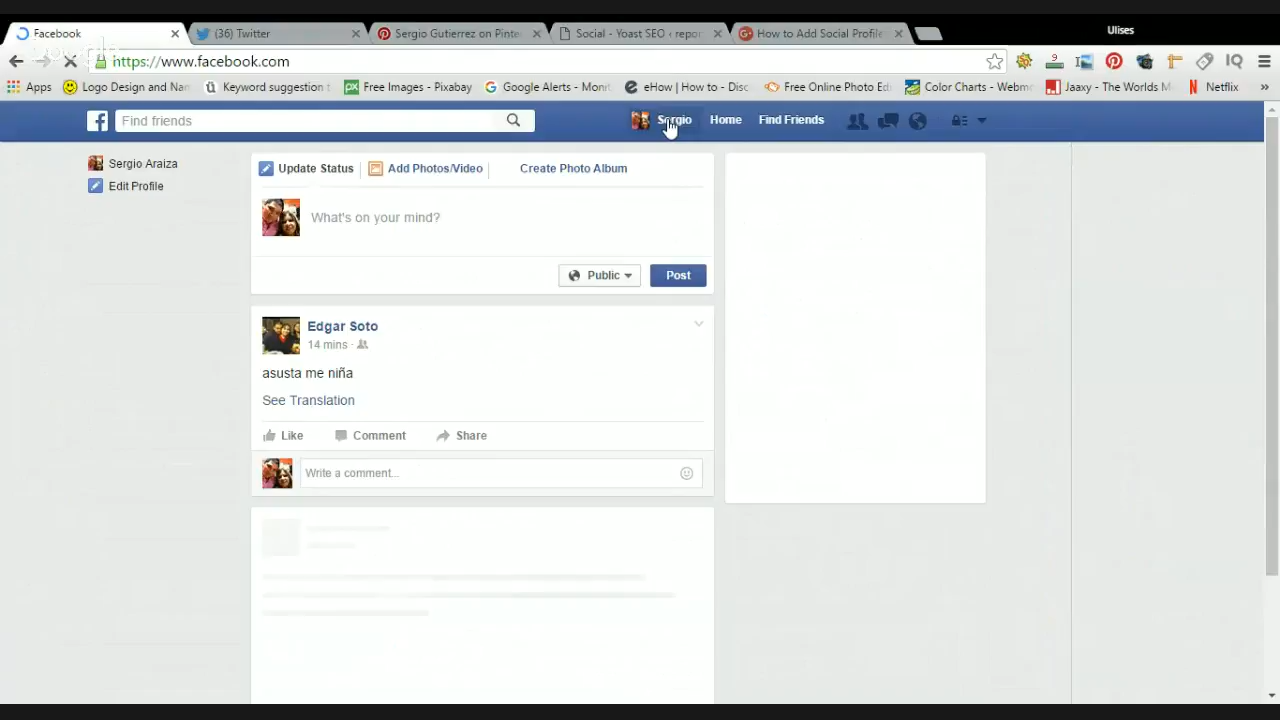 Facebook
(36) Twitter
Sergio Gutierrez on Pinte
Social - Yoast SEO ‹ repor
How to Add Social Profile
Ulises
https://www.facebook.com
9
Apps
Logo Design and Nan
Keyword suggestion t
Free Images - Pixabay
Google Alerts - Monit
eHow | How to - Disc
Free Online Photo Edi
Color Charts - Webm
Jaaxy - The Worlds M
Netflix
»
Find friends
Sergio
Home
Find Friends
Sergio Araiza
Edit Profile
Update Status
Add Photos/Video
Create Photo Album
What's on your mind?
Public
Post
Edgar Soto
14 mins ·
asusta me niña
See Translation
Like
Comment
Share
Write a comment...